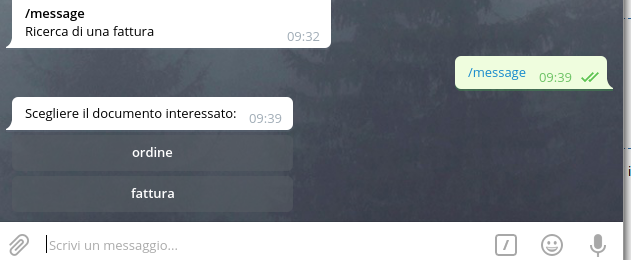 /message
Ricerca di una fattura
09:32
/message 09:39
Scegliere il documento interessato: 09:39
ordine
fattura
Scrivi un messaggio...